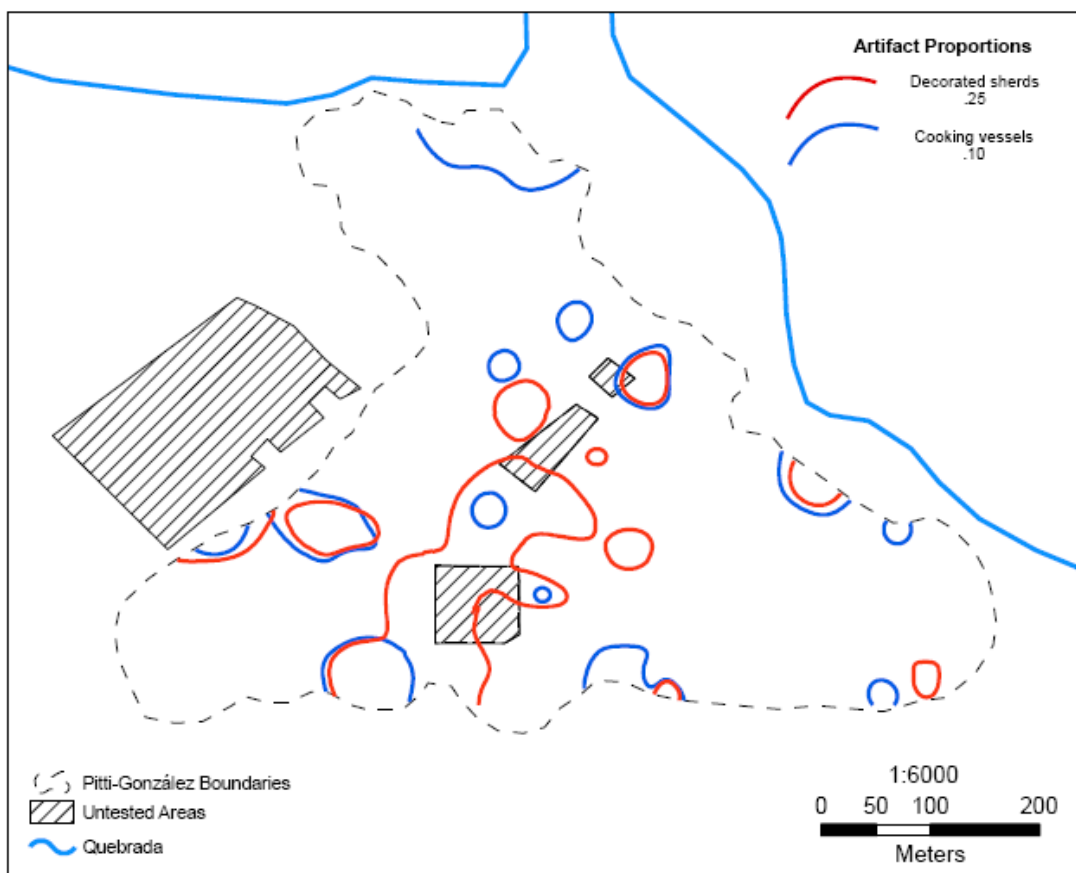 Artifact Proportions
Decorated sherds
.25
Cooking vessels
.10
Pitti-González Boundaries
Untested Areas
Quebrada
1:6000
0 50 100 200
Meters